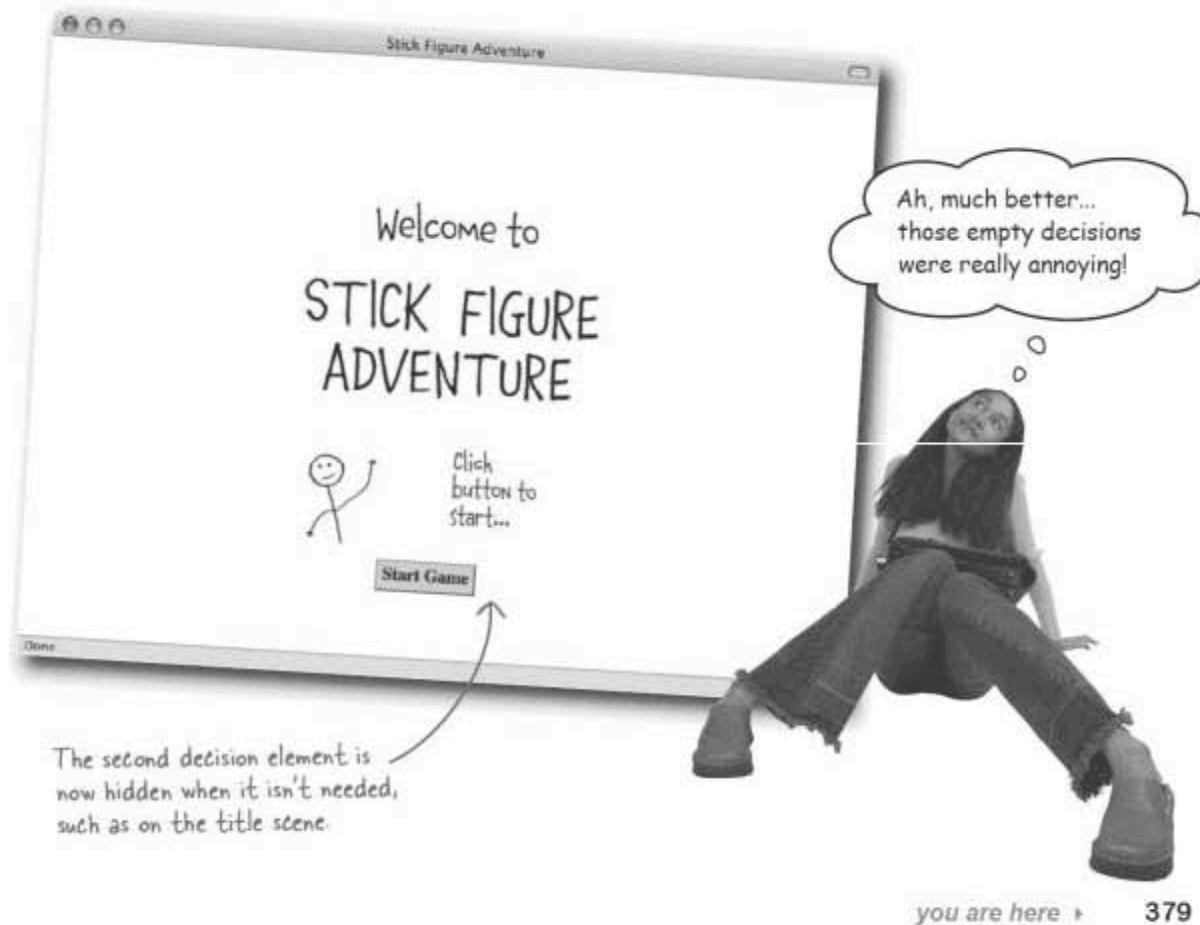 Stick Figure Adventure
Welcome to
STICK FIGURE
ADVENTURE
Click
button to
start...
Start Game
Done
Ah, much better...
those empty decisions
were really annoying!
The second decision element is
now hidden when it isn't needed,
such as on the title scene.
you are here ▸ 379